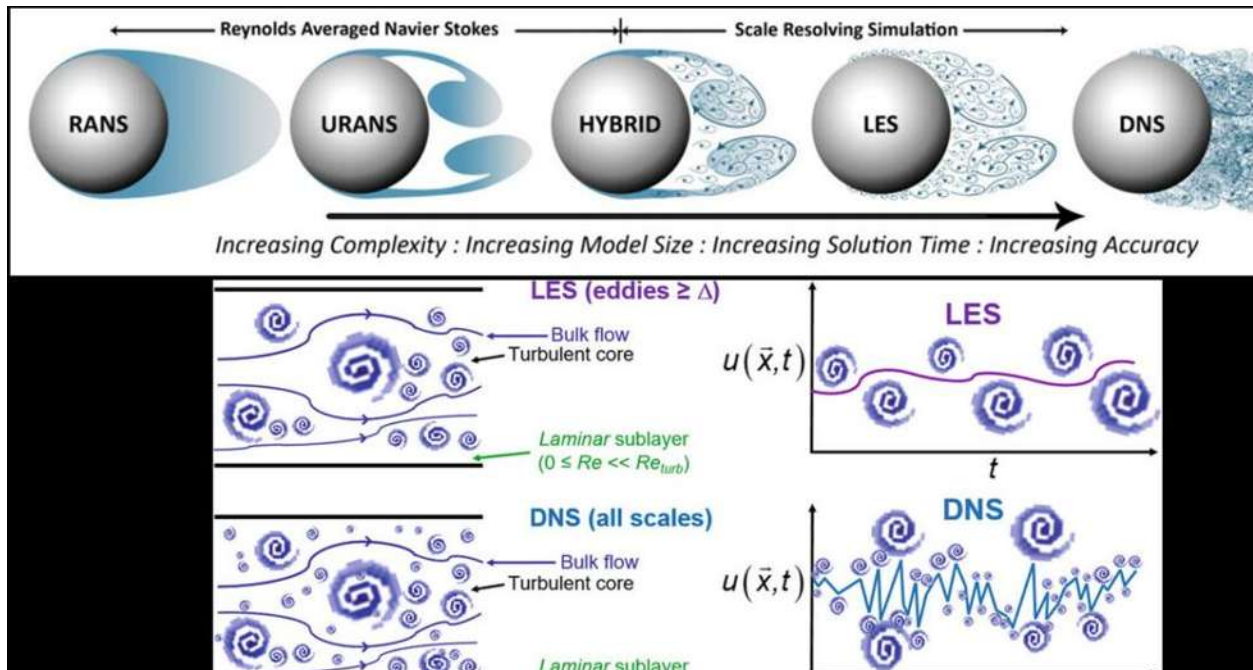 Reynolds Averaged Navier Stokes
Scale Resolving Simulation
RANS
URANS
HYBRID
LES
DNS
Increasing Complexity : Increasing Model Size : Increasing Solution Time : Increasing Accuracy
LES (eddies ≥ Δ)
Bulk flow
Turbulent core
Laminar sublayer
(0 ≤ Re << Re_turb)
LES
u(x⃗,t)
t
DNS (all scales)
Bulk flow
Turbulent core
Laminar sublayer
DNS
u(x⃗,t)